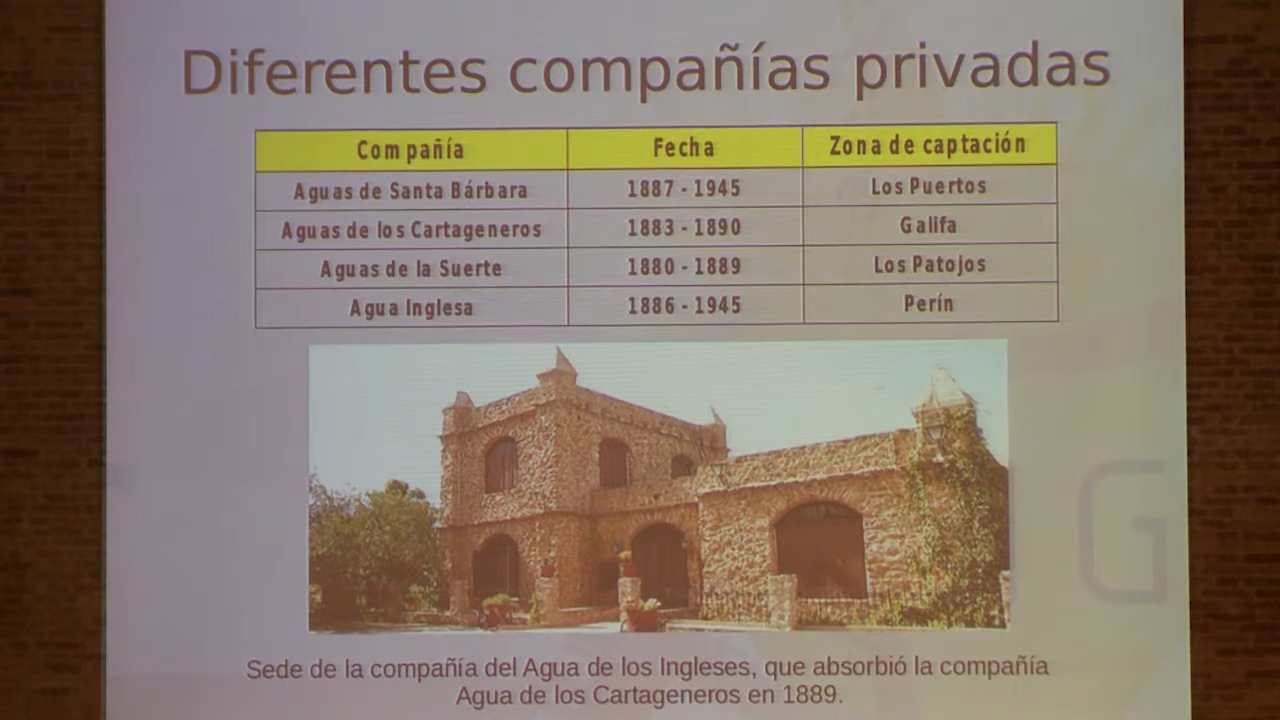 Diferentes compañías privadas
Compañía Fecha Zona de captación
Aguas de Santa Bárbara 1887 - 1945 Los Puertos
Aguas de los Cartageneros 1883 - 1890 Galifa
Aguas de la Suerte 1880 - 1889 Los Patojos
Agua Inglesa 1886 - 1945 Perín
G
Sede de la compañía del Agua de los Ingleses, que absorbió la compañía
Agua de los Cartageneros en 1889.